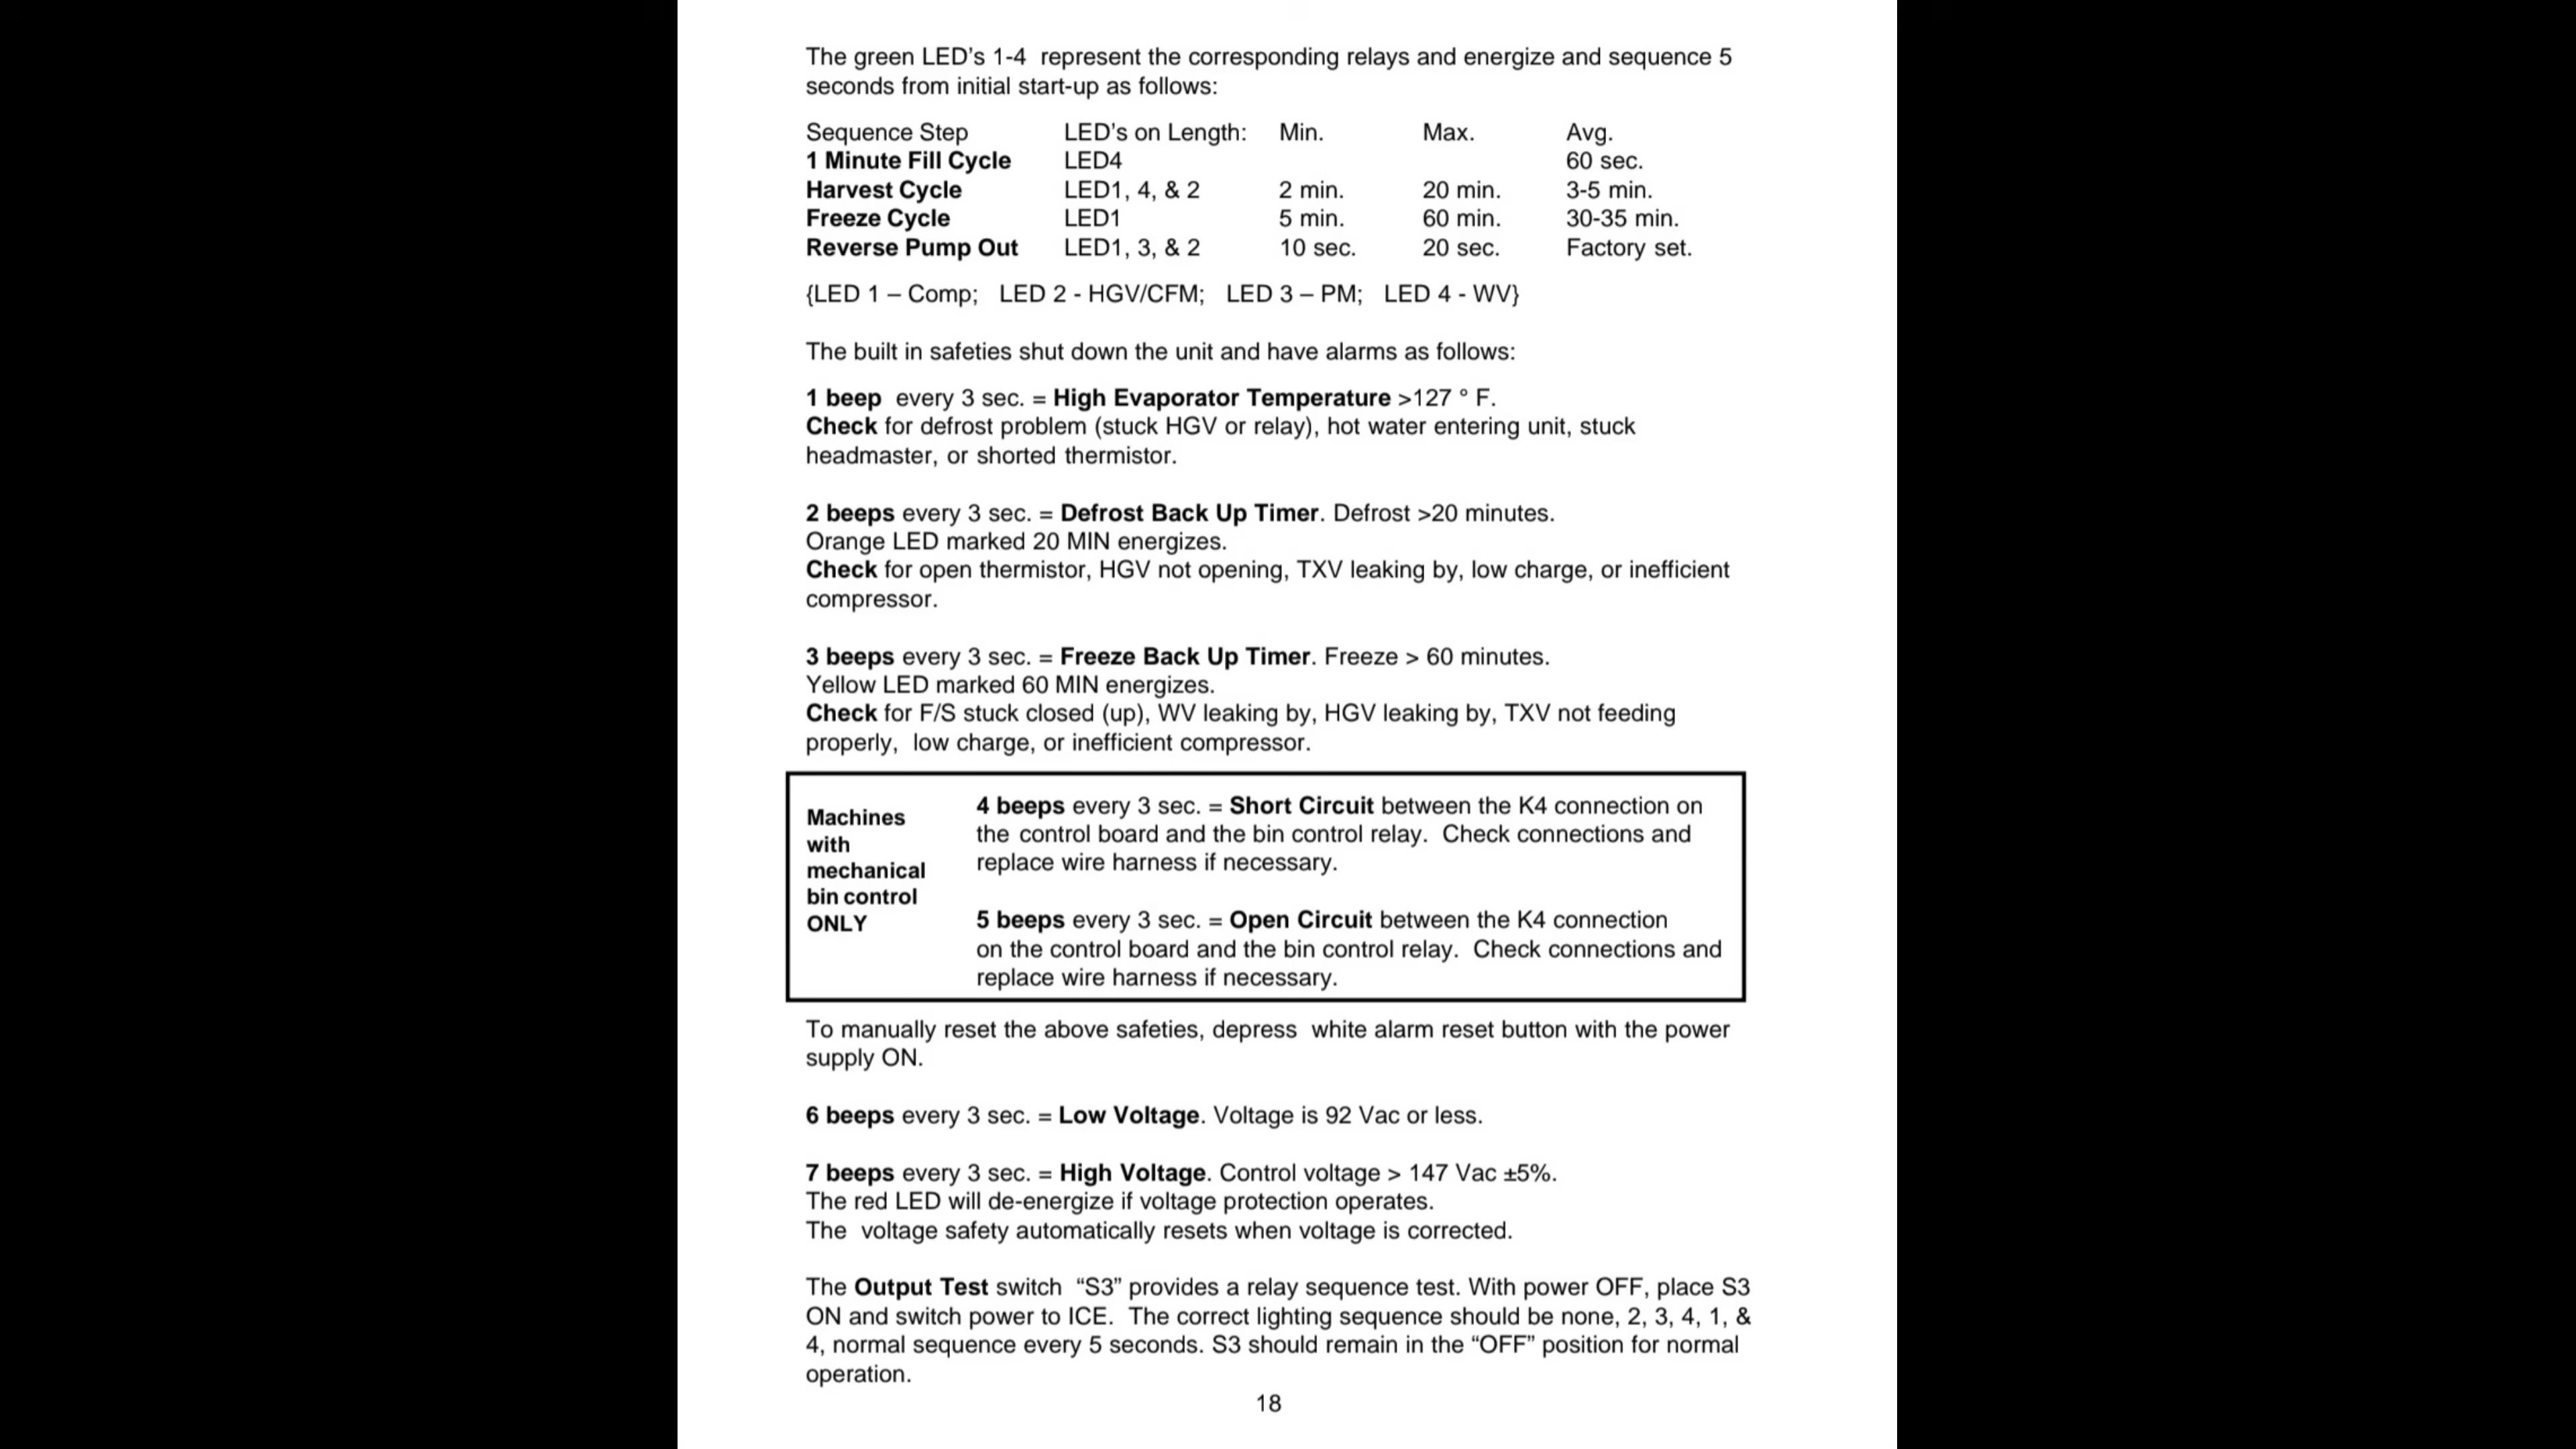 The green LED’s 1-4  represent the corresponding relays and energize and sequence 5
seconds from initial start-up as follows:
Sequence Step LED’s on Length: Min. Max. Avg.
1 Minute Fill Cycle LED4 60 sec.
Harvest Cycle LED1, 4, & 2 2 min. 20 min. 3-5 min.
Freeze Cycle LED1 5 min. 60 min. 30-35 min.
Reverse Pump Out LED1, 3, & 2 10 sec. 20 sec. Factory set.
{LED 1 – Comp;   LED 2 - HGV/CFM;   LED 3 – PM;   LED 4 - WV}
The built in safeties shut down the unit and have alarms as follows:
1 beep  every 3 sec. = High Evaporator Temperature >127 ° F.
Check for defrost problem (stuck HGV or relay), hot water entering unit, stuck
headmaster, or shorted thermistor.
2 beeps every 3 sec. = Defrost Back Up Timer. Defrost >20 minutes.
Orange LED marked 20 MIN energizes.
Check for open thermistor, HGV not opening, TXV leaking by, low charge, or inefficient
compressor.
3 beeps every 3 sec. = Freeze Back Up Timer. Freeze > 60 minutes.
Yellow LED marked 60 MIN energizes.
Check for F/S stuck closed (up), WV leaking by, HGV leaking by, TXV not feeding
properly,  low charge, or inefficient compressor.
Machines
with
mechanical
bin control
ONLY
4 beeps every 3 sec. = Short Circuit between the K4 connection on
the control board and the bin control relay.  Check connections and
replace wire harness if necessary.
5 beeps every 3 sec. = Open Circuit between the K4 connection
on the control board and the bin control relay.  Check connections and
replace wire harness if necessary.
To manually reset the above safeties, depress  white alarm reset button with the power
supply ON.
6 beeps every 3 sec. = Low Voltage. Voltage is 92 Vac or less.
7 beeps every 3 sec. = High Voltage. Control voltage > 147 Vac ±5%.
The red LED will de-energize if voltage protection operates.
The  voltage safety automatically resets when voltage is corrected.
The Output Test switch  “S3” provides a relay sequence test. With power OFF, place S3
ON and switch power to ICE.  The correct lighting sequence should be none, 2, 3, 4, 1, &
4, normal sequence every 5 seconds. S3 should remain in the “OFF” position for normal
operation.
18